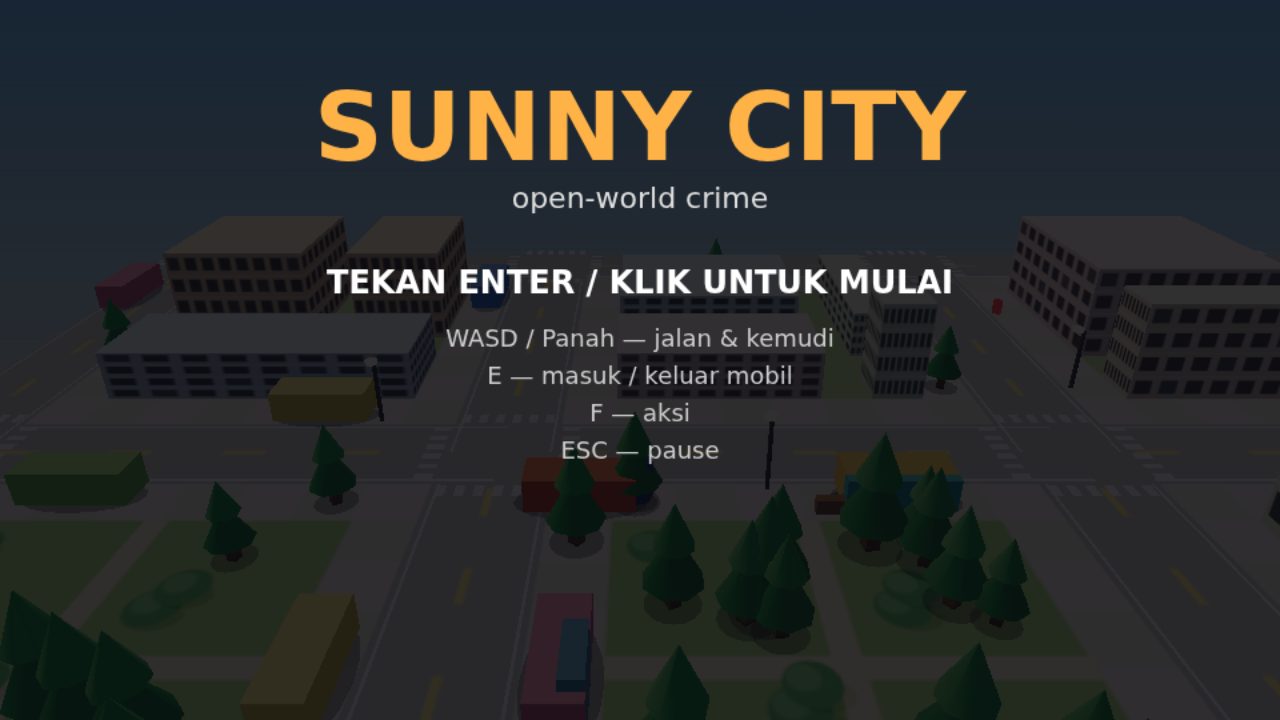 SUNNY CITY
open-world crime
TEKAN ENTER / KLIK UNTUK MULAI
WASD / Panah — jalan & kemudi
E — masuk / keluar mobil
F — aksi
ESC — pause